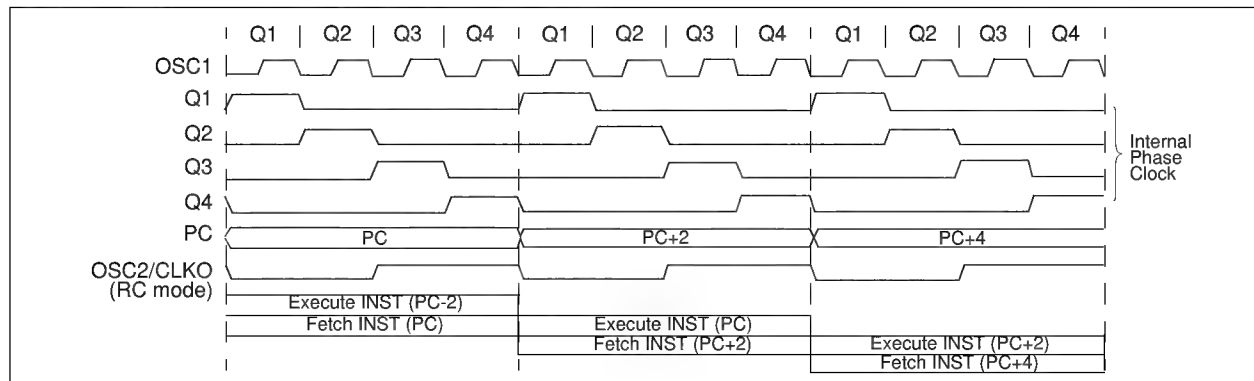 Q1 | Q2 | Q3 | Q4 | Q1 | Q2 | Q3 | Q4 | Q1 | Q2 | Q3 | Q4
OSC1
Q1
Q2
Q3
Q4
Internal
Phase
Clock
PC PC PC+2 PC+4
OSC2/CLKO
(RC mode)
Execute INST (PC-2)
Fetch INST (PC) Execute INST (PC)
Fetch INST (PC+2) Execute INST (PC+2)
Fetch INST (PC+4)